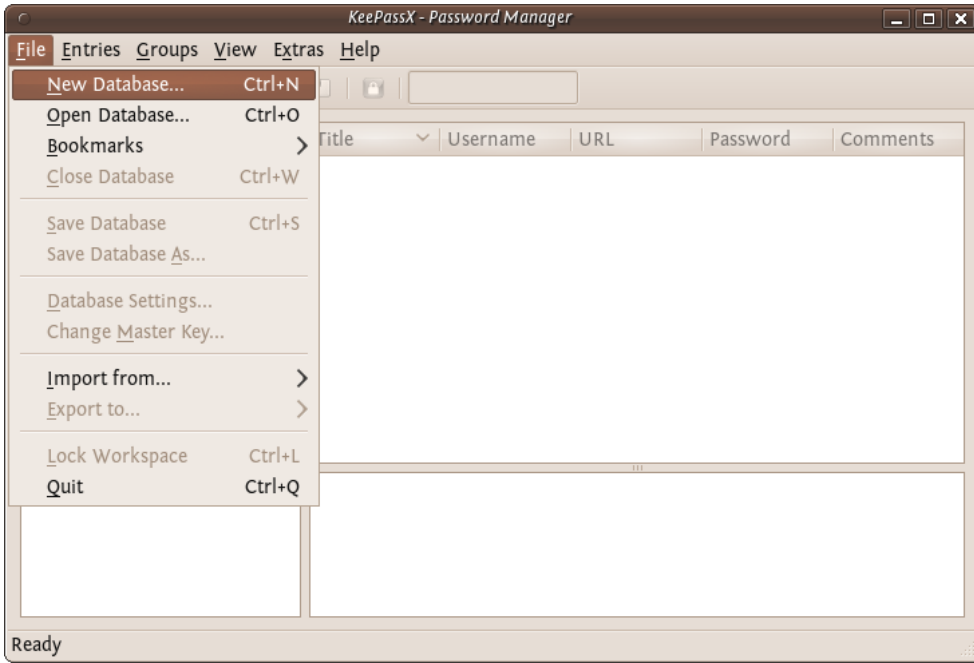 KeePassX - Password Manager
File Entries Groups View Extras Help
New Database... Ctrl+N
Open Database... Ctrl+O
Bookmarks
Close Database Ctrl+W
Save Database Ctrl+S
Save Database As...
Database Settings...
Change Master Key...
Import from...
Export to...
Lock Workspace Ctrl+L
Quit Ctrl+Q
Title Username URL Password Comments
Ready